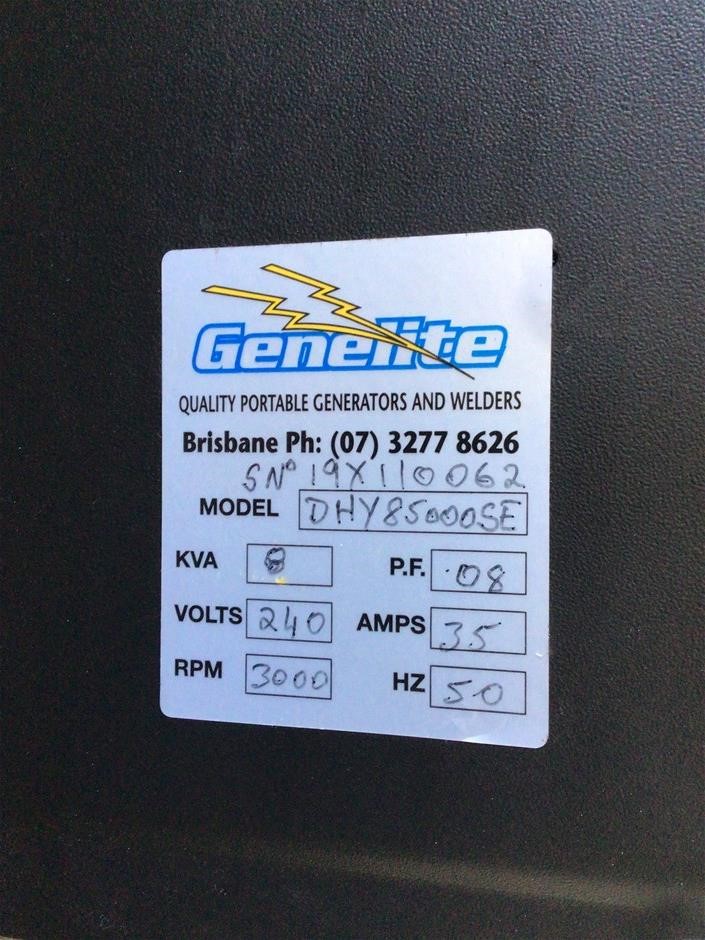 Genelite
QUALITY PORTABLE GENERATORS AND WELDERS
Brisbane Ph: (07) 3277 8626
SNº 19X110062
MODEL DHY85000SE
KVA 8 P.F. .08
VOLTS 240 AMPS 35
RPM 3000 HZ 50